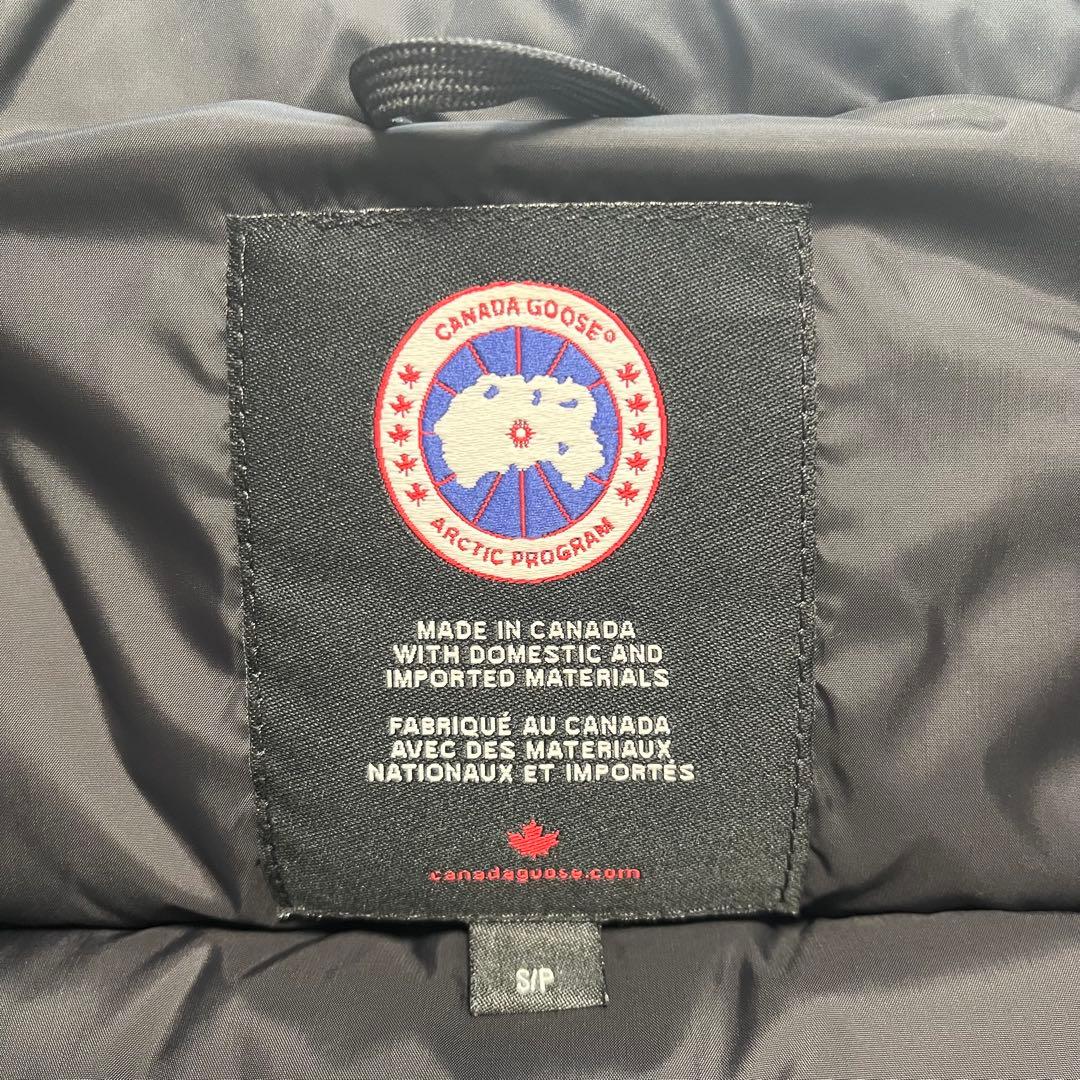 CANADA GOOSE®
ARCTIC PROGRAM
MADE IN CANADA
WITH DOMESTIC AND
IMPORTED MATERIALS
FABRIQUÉ AU CANADA
AVEC DES MATERIAUX
NATIONAUX ET IMPORTÉS
canadagoose.com
S/P